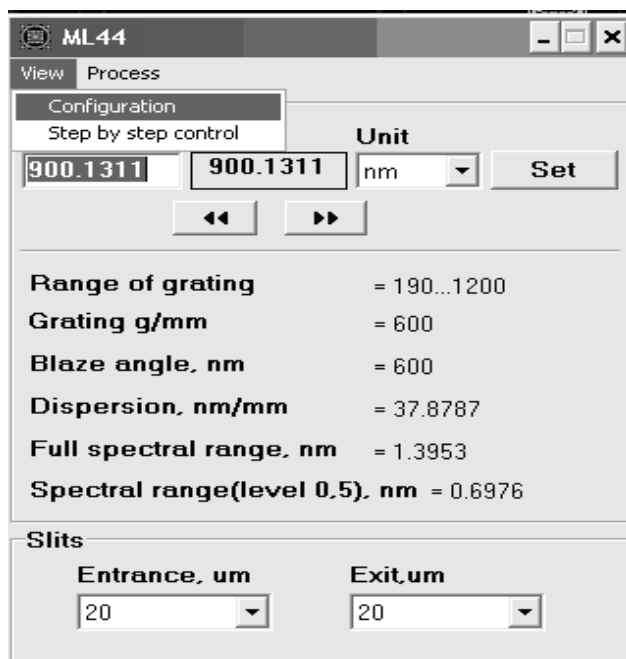 ML44
View Process
Configuration
Step by step control
Unit
900.1311 900.1311 nm Set
Range of grating = 190...1200
Grating g/mm = 600
Blaze angle, nm = 600
Dispersion, nm/mm = 37.8787
Full spectral range, nm = 1.3953
Spectral range(level 0,5), nm = 0.6976
Slits
Entrance, um Exit,um
20 20